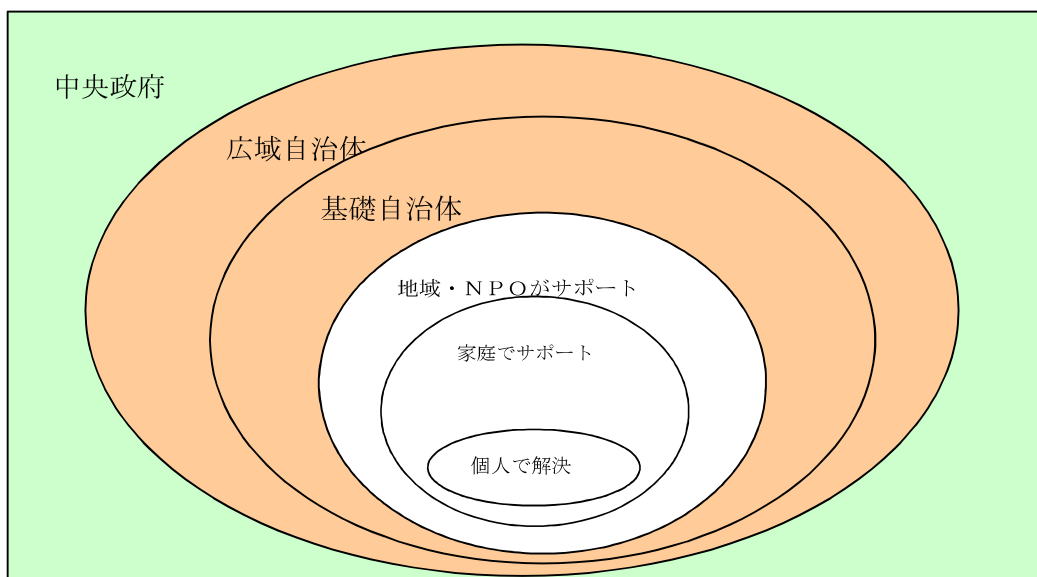 中央政府
広域自治体
基礎自治体
地域・ＮＰＯがサポート
家庭でサポート
個人で解決